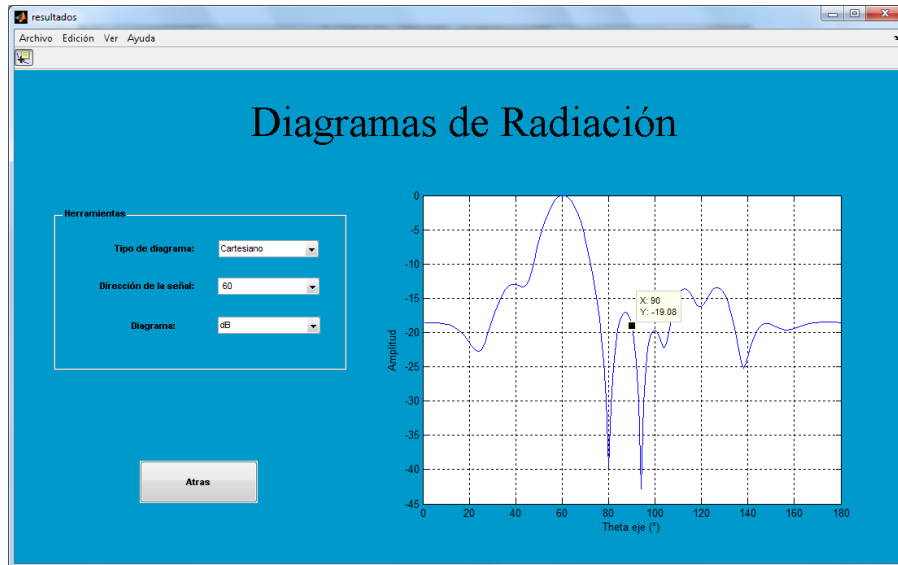 resultados
Archivo Edición Ver Ayuda
Diagramas de Radiación
Herramientas
Tipo de diagrama: Cartesiano
Dirección de la señal: 60
Diagrama: dB
Atras
0
-5
-10
-15
-20
-25
-30
-35
-40
-45
Amplitud
X: 90
Y: -19.08
0 20 40 60 80 100 120 140 160 180
Theta eje (°)